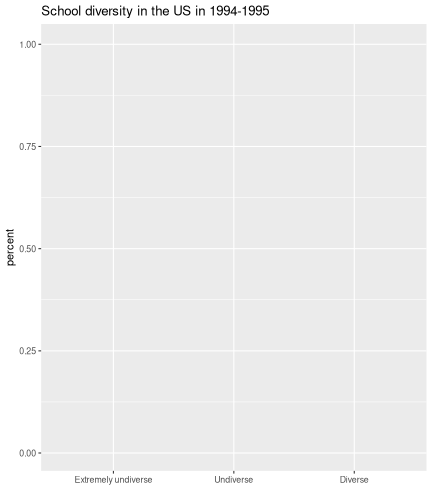 School diversity in the US in 1994-1995
percent
1.00
0.75
0.50
0.25
0.00
Extremely undiverse
Undiverse
Diverse